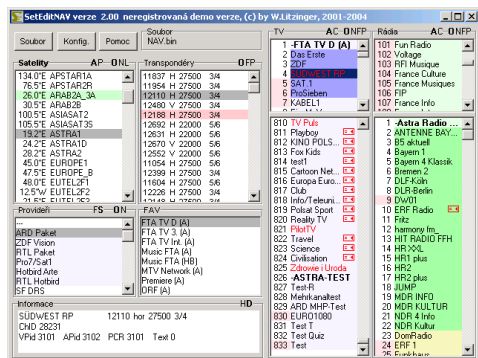 SetEditNAV verze 2.00 neregistrovaná demo verze, (c) by W.Litzinger, 2001-2004
Soubor
Konfig.
Pomoc
Soubor
NAV.bin
Satelity AP ONL
134.0°E APSTAR1A
76.5°E APSTAR2R
26.0°E ARABA2A_3A
30.5°E ARAB2B
100.5°E ASIASAT2
105.5°E ASIASAT3S
19.2°E ASTRA1
24.2°E ASTRA1D
28.2°E ASTRA2
45.0°E EUROPE1
47.5°E EUROPE_B
48.0°E EUTEL2F1
12.5°W EUTEL2F2
21.5°E EUTEL2F3
Transpondéry OFP
11837 H 27500 3/4
11954 H 27500 3/4
12110 H 27500 3/4
12480 V 27500 3/4
12188 H 27500 3/4
12692 H 22000 5/6
12631 H 22000 5/6
12670 V 22000 5/6
12552 V 22000 5/6
11054 H 27500 5/6
12399 H 27500 3/4
11604 H 27500 5/6
12226 H 27500 3/4
12148 H 27500 3/4
Provideři FS ON
---
ARD Paket
ZDF Vision
RTL Paket
Pro7/Sat1
Hotbird Arte
RTL Hotbird
SF DRS
FAV
FTA TV D (A)
FTA TV 3. (A)
FTA TV Int. (A)
Music FTA (A)
Music FTA (HB)
MTV Network (A)
Premiere (A)
ORF (A)
Informace HD
SÜDWEST RP 12110 hor 27500 3/4
ChID 28231
VPid 3101 APid 3102 PCR 3101 Text 0
TV AC ONFP
1 -FTA TV D (A)
2 Das Erste
3 ZDF
4 SÜDWEST RP
5 SAT.1
6 ProSieben
7 KABEL1
810 TV Puls
811 Playboy
812 KINO POLS...
813 Fox Kids
814 test1
815 Cartoon Net...
816 Europa Euro...
817 Club
818 Info/Teleuni...
819 Polsat Sport
820 Reality TV
821 PilotTV
822 Travel
823 Science
824 Civilisation
825 Zdrowie i Uroda
826 -ASTRA-TEST
827 Test-R
828 Mehrkanaltest
829 ARD MHP-Test
830 EURO1080
831 Test T
832 Test Quiz
833 Test
Rádia AC ONFP
101 Fun Radio
102 Voltage
103 RFI Musique
104 France Culture
105 France Musiques
106 FIP
107 France Info
1 -Astra Radio ...
2 ANTENNE BAY...
3 B5 aktuell
4 Bayern 1
5 Bayern 4 Klassik
6 Bremen 2
7 DLF-Köln
8 DLR-Berlin
9 DW01
10 ERF Radio
11 Fritz
12 harmony fm_
13 HIT RADIO FFH
14 HR XXL
15 HR1 plus
16 HR2
17 HR2 plus
18 JUMP
19 MDR INFO
20 MDR KULTUR
21 NDR 4 Info
22 NDR Kultur
23 DomRadio
24 ERF 1
25 Funkhaus